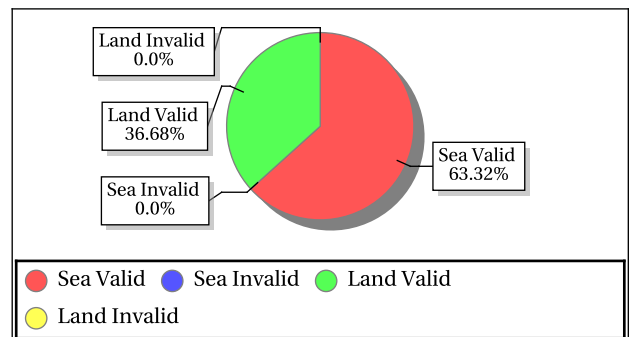 Land Invalid
0.0%
Land Valid
36.68%
Sea Valid
63.32%
Sea Invalid
0.0%
Sea Valid Sea Invalid Land Valid
Land Invalid